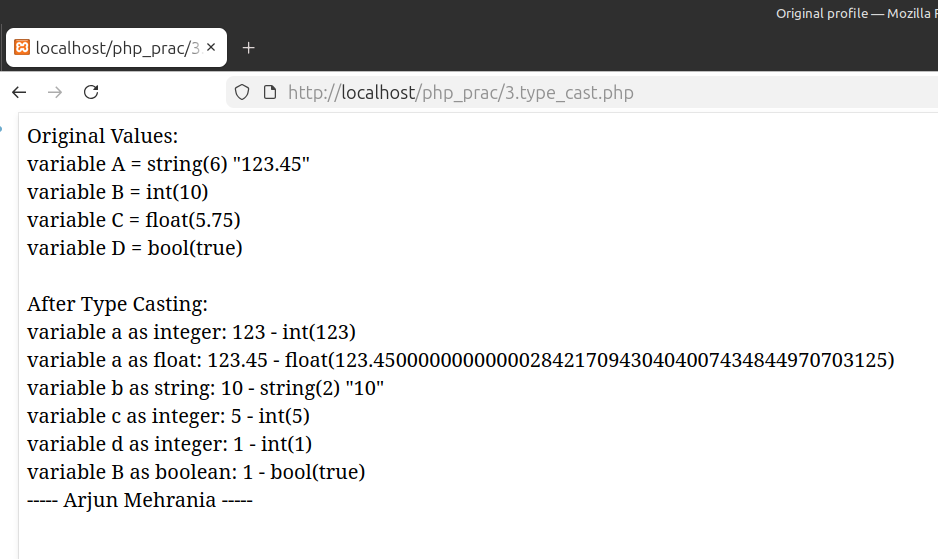 Original profile — Mozilla F
localhost/php_prac/3
http://localhost/php_prac/3.type_cast.php
Original Values:
variable A = string(6) "123.45"
variable B = int(10)
variable C = float(5.75)
variable D = bool(true)
After Type Casting:
variable a as integer: 123 - int(123)
variable a as float: 123.45 - float(123.4500000000000028421709430404007434844970703125)
variable b as string: 10 - string(2) "10"
variable c as integer: 5 - int(5)
variable d as integer: 1 - int(1)
variable B as boolean: 1 - bool(true)
----- Arjun Mehrania -----